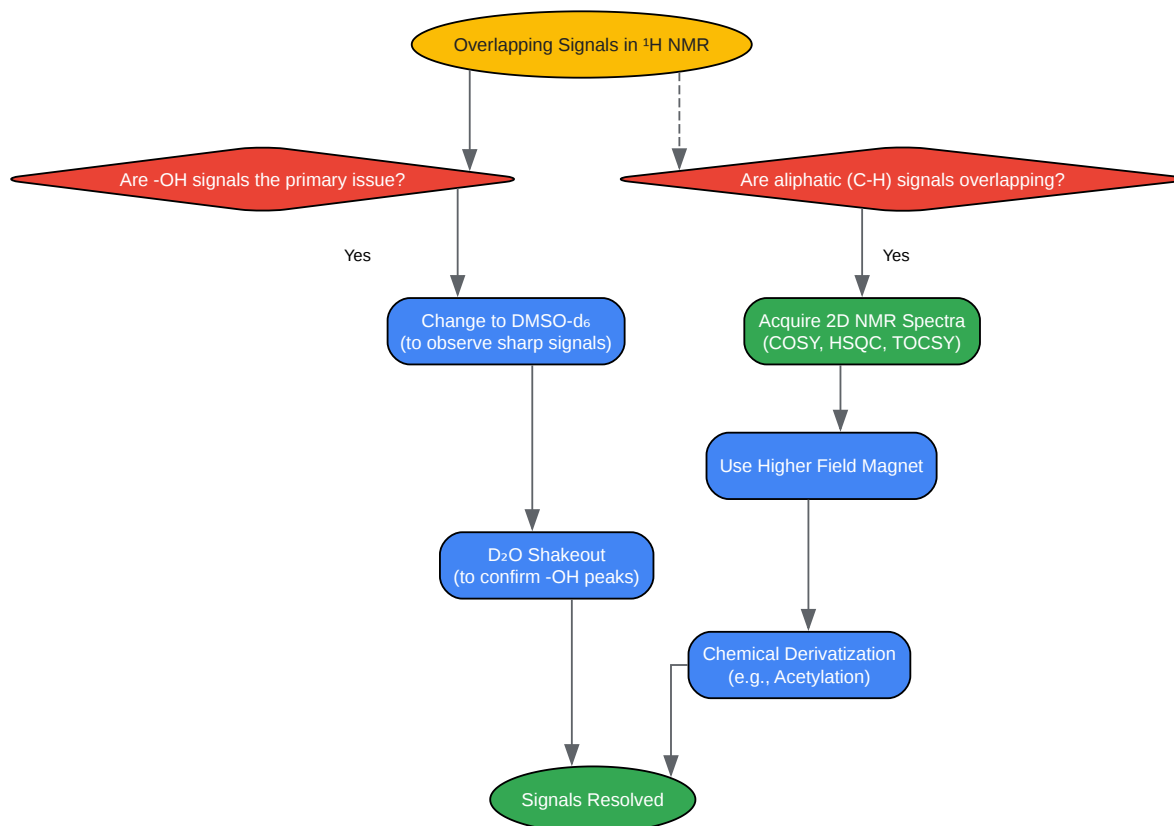 Overlapping Signals in ¹H NMR
Are -OH signals the primary issue?
Are aliphatic (C-H) signals overlapping?
Yes
Yes
Change to DMSO-d₆
(to observe sharp signals)
Acquire 2D NMR Spectra
(COSY, HSQC, TOCSY)
Use Higher Field Magnet
D₂O Shakeout
(to confirm -OH peaks)
Chemical Derivatization
(e.g., Acetylation)
Signals Resolved